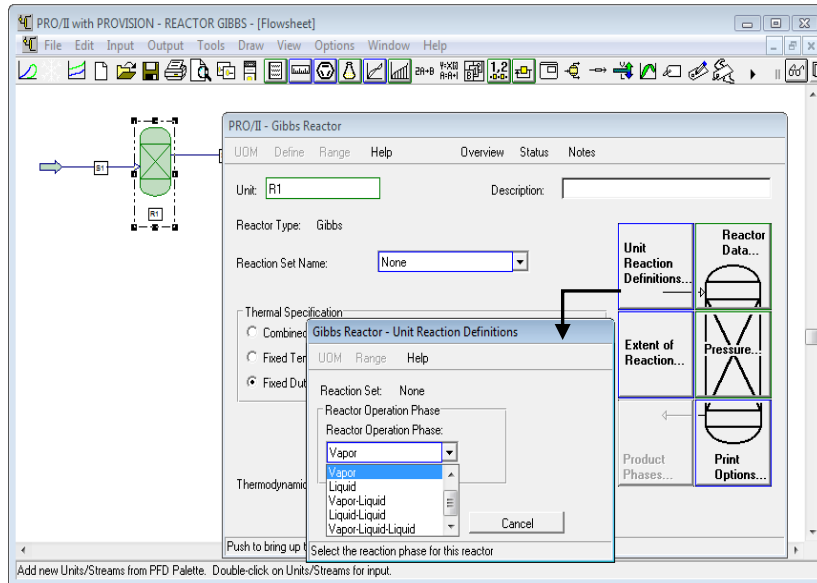 PRO/II with PROVISION - REACTOR GIBBS - [Flowsheet]
File Edit Input Output Tools Draw View Options Window Help
PRO/II - Gibbs Reactor
UOM Define Range Help Overview Status Notes
S1
R1
Unit: R1 Description:
Reactor Type: Gibbs
Reaction Set Name: None
Unit
Reaction
Definitions...
Reactor
Data...
Extent of
Reaction...
Pressure...
Product
Phases...
Print
Options...
Thermal Specification
Combined
Fixed Ter
Fixed Dut
Thermodynamic
Push to bring up t
Gibbs Reactor - Unit Reaction Definitions
UOM Range Help
Reaction Set: None
Reactor Operation Phase
Reactor Operation Phase:
Vapor
Vapor
Liquid
Vapor-Liquid
Liquid-Liquid
Vapor-Liquid-Liquid
Cancel
Select the reaction phase for this reactor
Add new Units/Streams from PFD Palette. Double-click on Units/Streams for input.